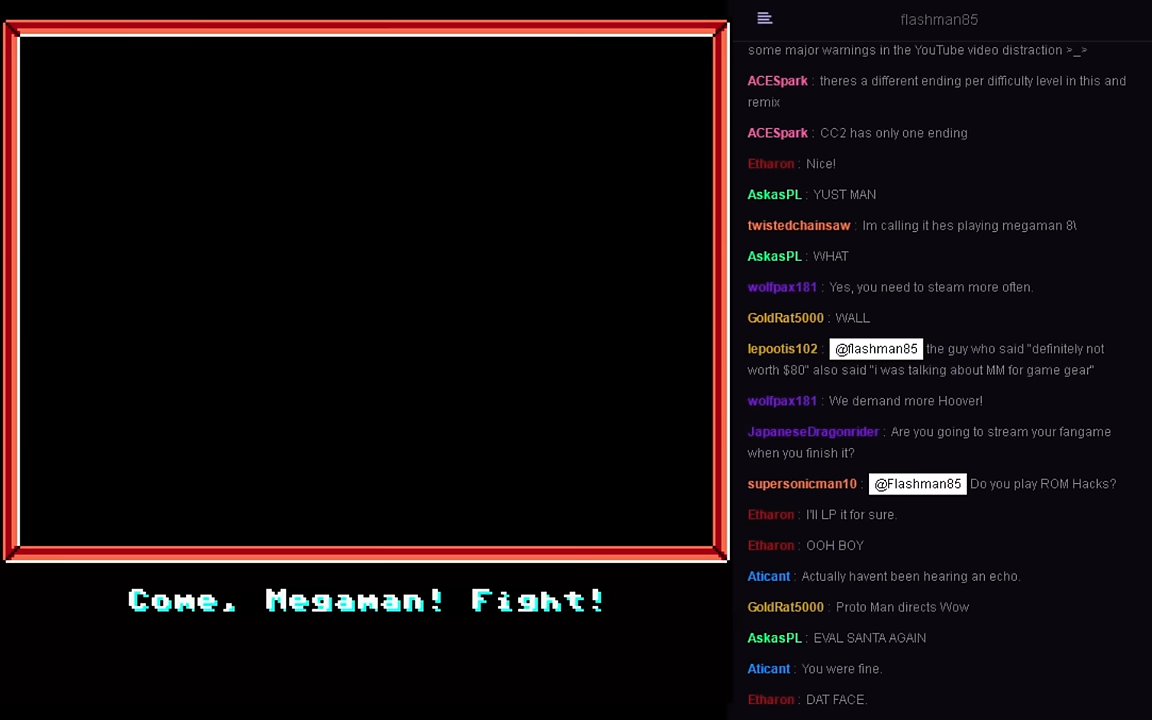 flashman85
some major warnings in the YouTube video distraction >_>
ACESpark : theres a different ending per difficulty level in this and
remix
ACESpark : CC2 has only one ending
Etharon : Nice!
AskasPL : YUST MAN
twistedchainsaw : Im calling it hes playing megaman 8\
AskasPL : WHAT
wolfpax181 : Yes, you need to steam more often.
GoldRat5000 : WALL
lepootis102 : @flashman85 the guy who said "definitely not
worth $80" also said "i was talking about MM for game gear"
wolfpax181 : We demand more Hoover!
JapaneseDragonrider : Are you going to stream your fangame
when you finish it?
supersonicman10 : @Flashman85 Do you play ROM Hacks?
Etharon : I'll LP it for sure.
Etharon : OOH BOY
Aticant : Actually havent been hearing an echo.
GoldRat5000 : Proto Man directs Wow
AskasPL : EVAL SANTA AGAIN
Aticant : You were fine.
Etharon : DAT FACE.
Come, Megaman! Fight!